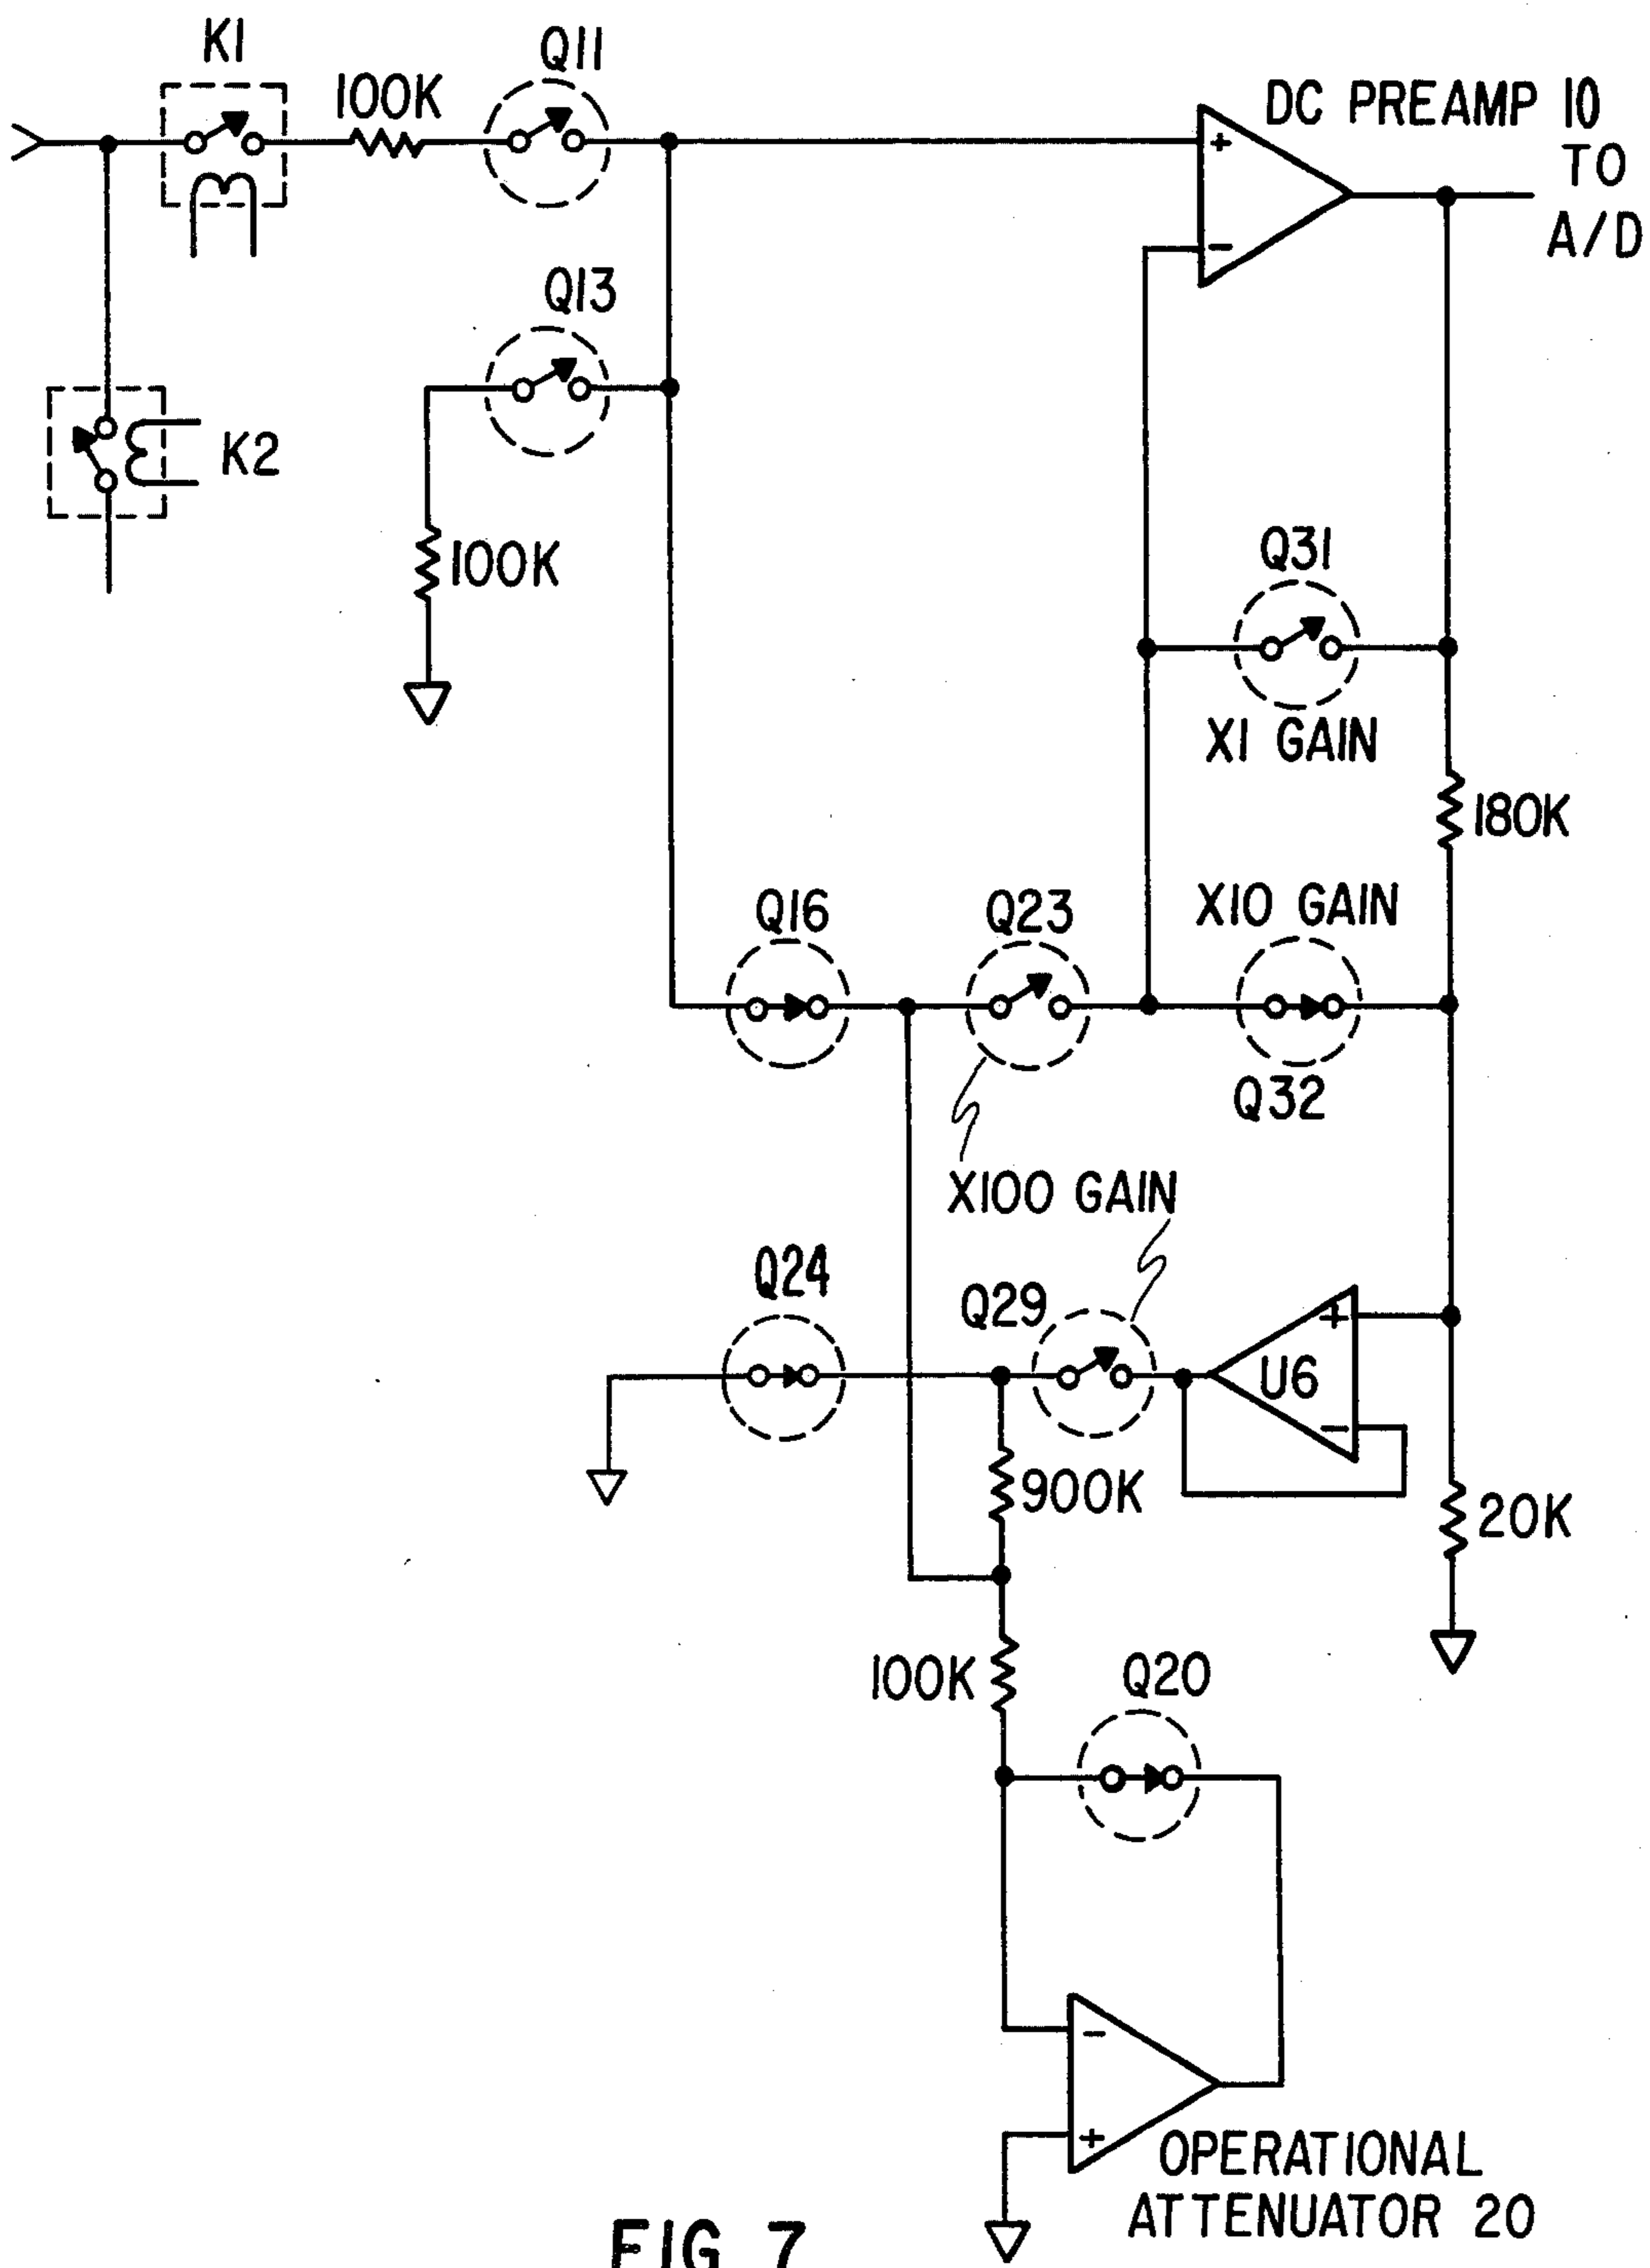 K1
Q11
100K
DC PREAMP 10
TO
A/D
+
-
Q13
K2
100K
Q31
X1 GAIN
180K
Q16
Q23
X10 GAIN
Q32
X100 GAIN
Q24
Q29
+
U6
-
900K
20K
100K
Q20
-
+
OPERATIONAL
ATTENUATOR 20
FIG 7